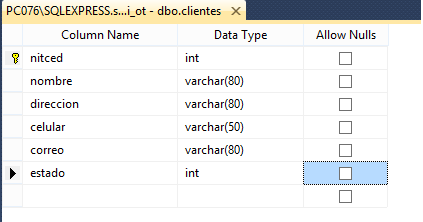 PC076\SQLEXPRESS.s...i_ot - dbo.clientes
Column Name Data Type Allow Nulls
nitced int
nombre varchar(80)
direccion varchar(80)
celular varchar(50)
correo varchar(80)
estado int